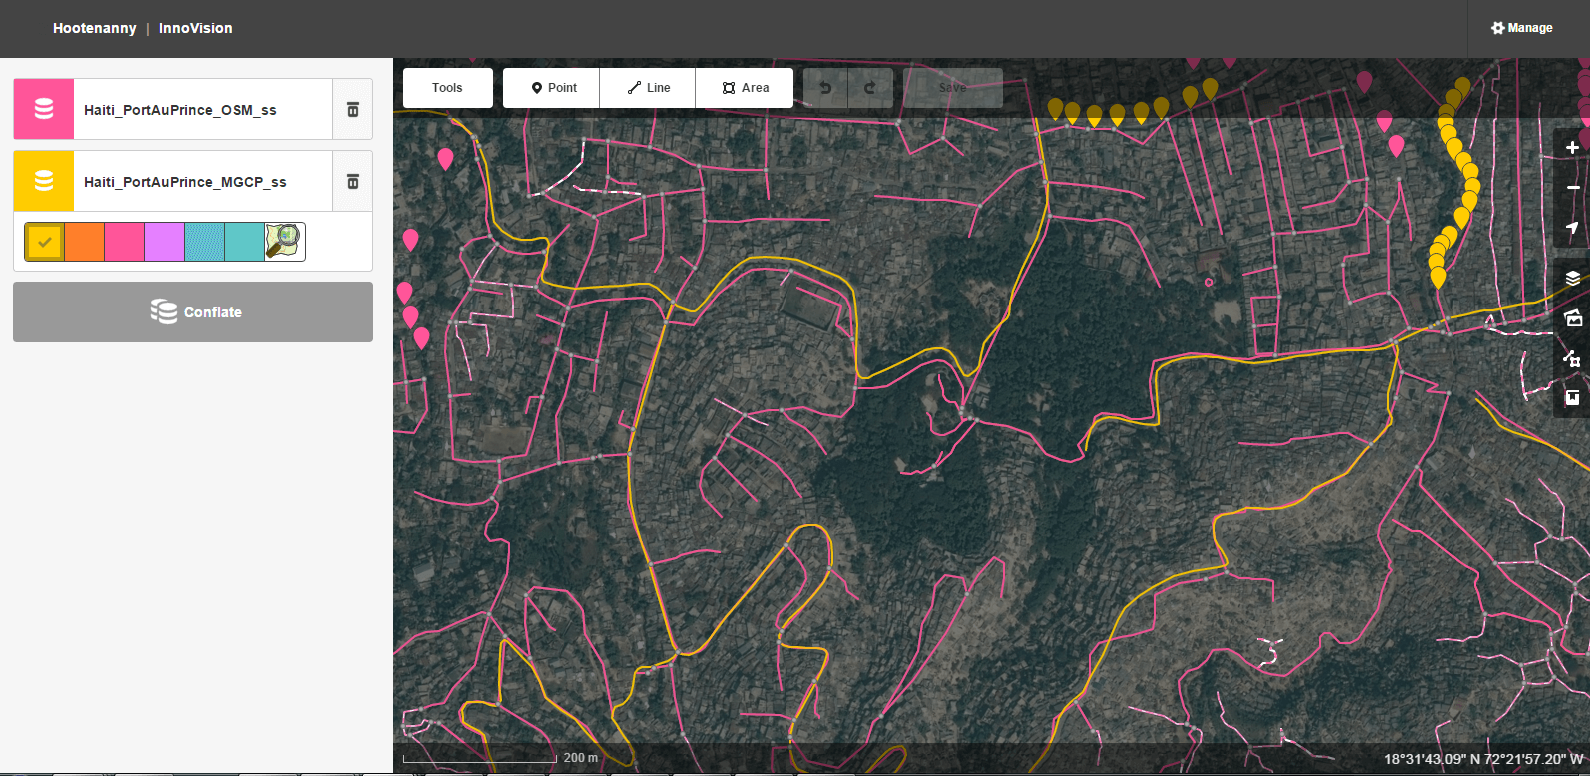 Hootenanny | InnoVision
Manage
Haiti_PortAuPrince_OSM_ss
Haiti_PortAuPrince_MGCP_ss
Conflate
Tools
Point
Line
Area
Save
200 m
18°31'43.09" N 72°21'57.20" W